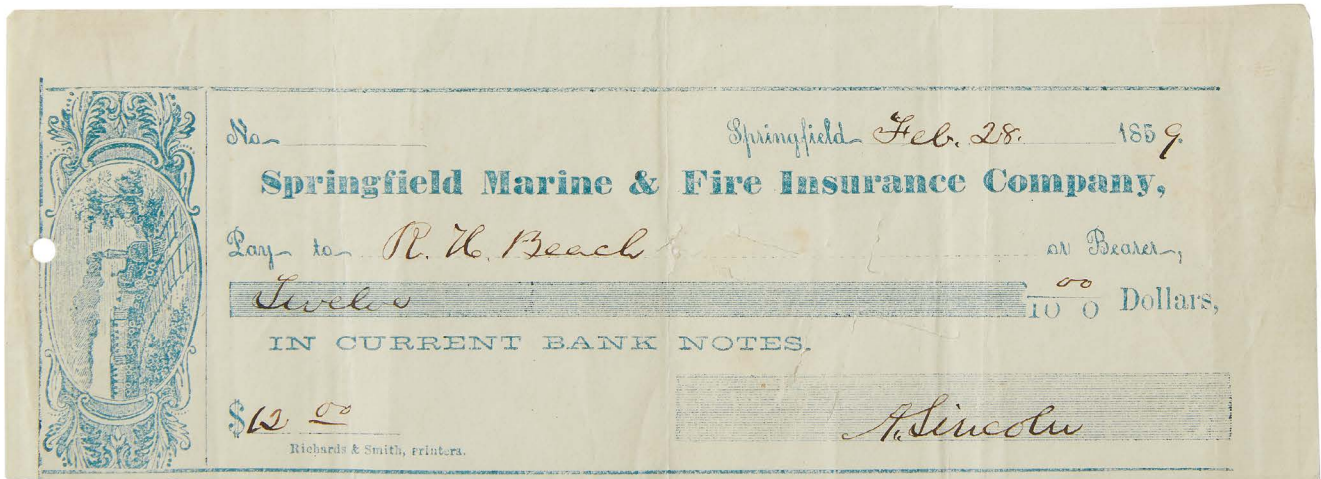 No Springfield Feb. 28. 1859.
Springfield Marine & Fire Insurance Company,
Pay to R. H. Beach or Bearer,
Twelve 00/100 Dollars,
IN CURRENT BANK NOTES.
$12 00
A. Lincoln
Richards & Smith, printers.